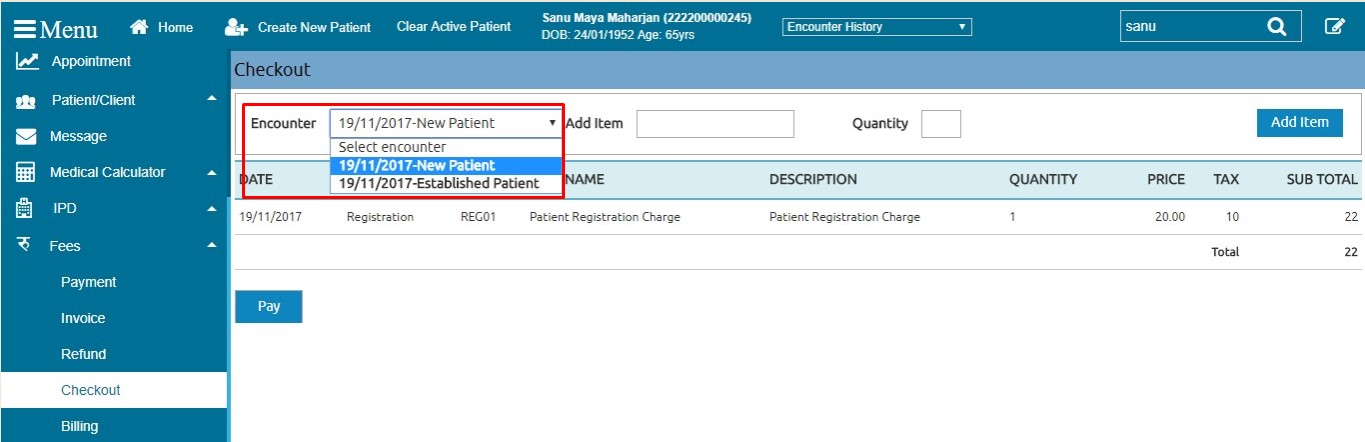 Menu Home Create New Patient Clear Active Patient Sanu Maya Maharjan (222200000245) Encounter History sanu
DOB: 24/01/1952 Age: 65yrs
Appointment
Patient/Client
Message
Medical Calculator
IPD
Fees
Payment
Invoice
Refund
Checkout
Billing
Checkout
Encounter 19/11/2017-New Patient Add Item Quantity Add Item
Select encounter
19/11/2017-New Patient
19/11/2017-Established Patient
DATE NAME DESCRIPTION QUANTITY PRICE TAX SUB TOTAL
19/11/2017 Registration REG01 Patient Registration Charge Patient Registration Charge 1 20.00 10 22
Total 22
Pay